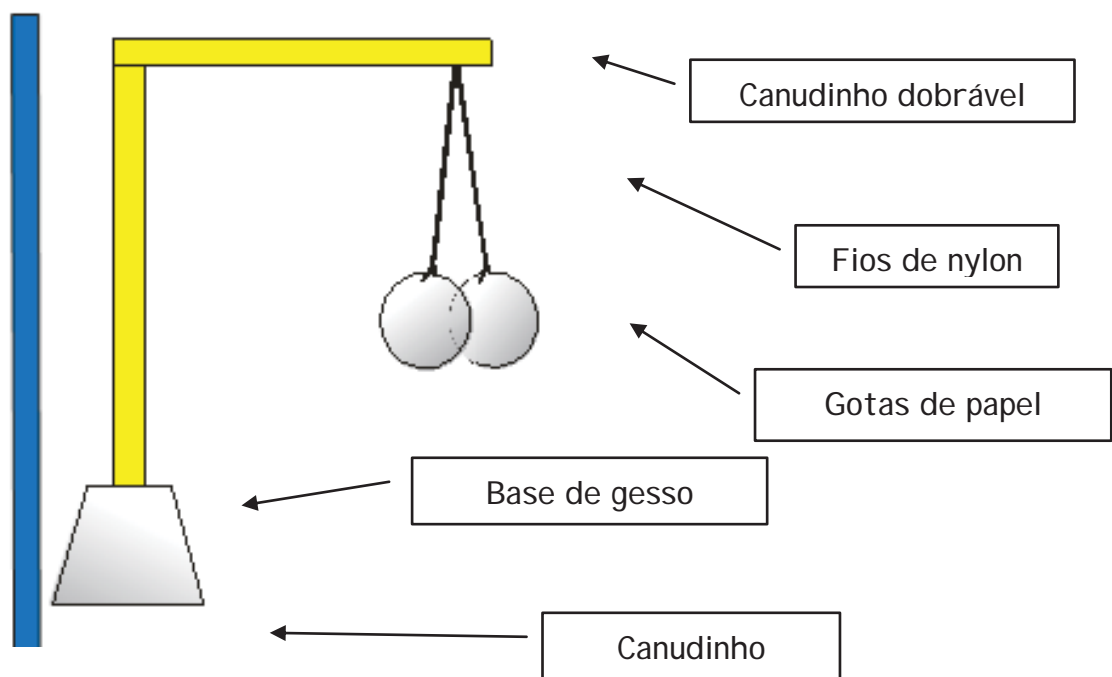 Canudinho dobrável
Fios de nylon
Gotas de papel
Base de gesso
Canudinho